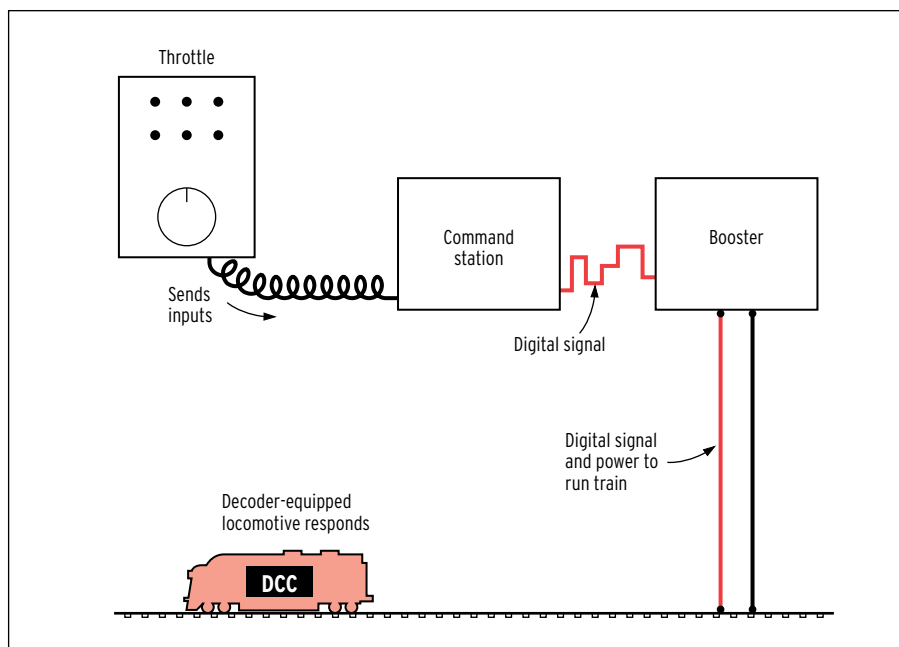 Throttle
Sends
inputs
Command
station
Digital signal
Booster
Digital signal
and power to
run train
Decoder-equipped
locomotive responds
DCC